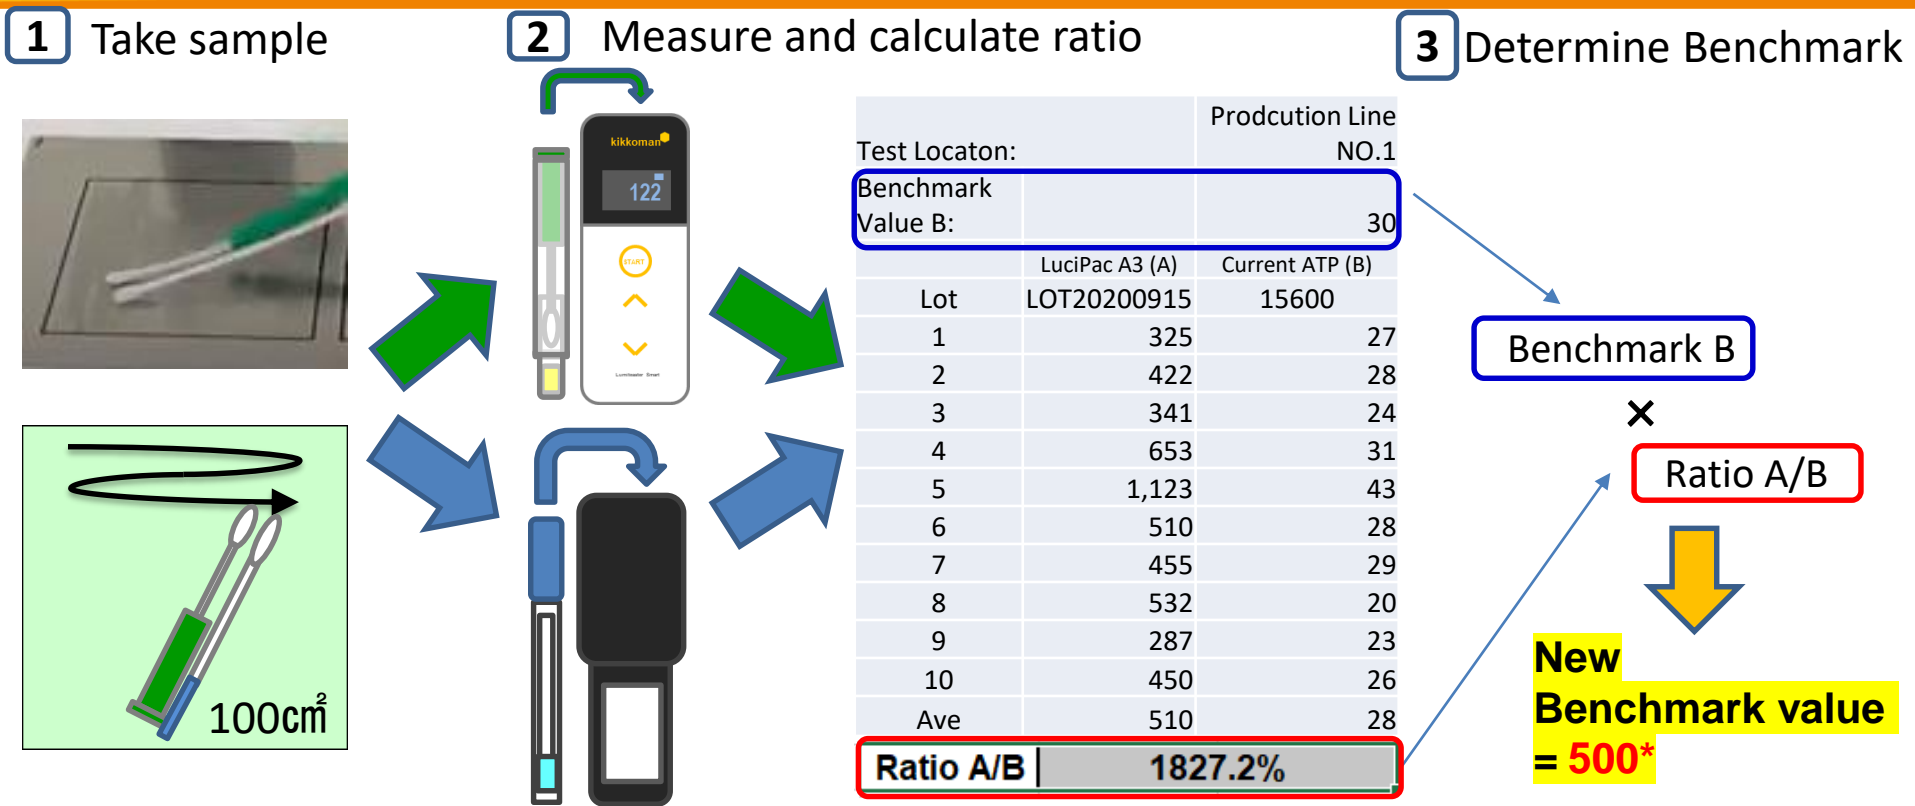 1 Take sample
2 Measure and calculate ratio
3 Determine Benchmark
kikkoman
122
START
Lumitester Smart
100c㎡
Prodcution Line
Test Locaton: NO.1
Benchmark
Value B: 30
LuciPac A3 (A) Current ATP (B)
Lot LOT20200915 15600
1 325 27
2 422 28
3 341 24
4 653 31
5 1,123 43
6 510 28
7 455 29
8 532 20
9 287 23
10 450 26
Ave 510 28
Ratio A/B 1827.2%
Benchmark B
×
Ratio A/B
New
Benchmark value
= 500*